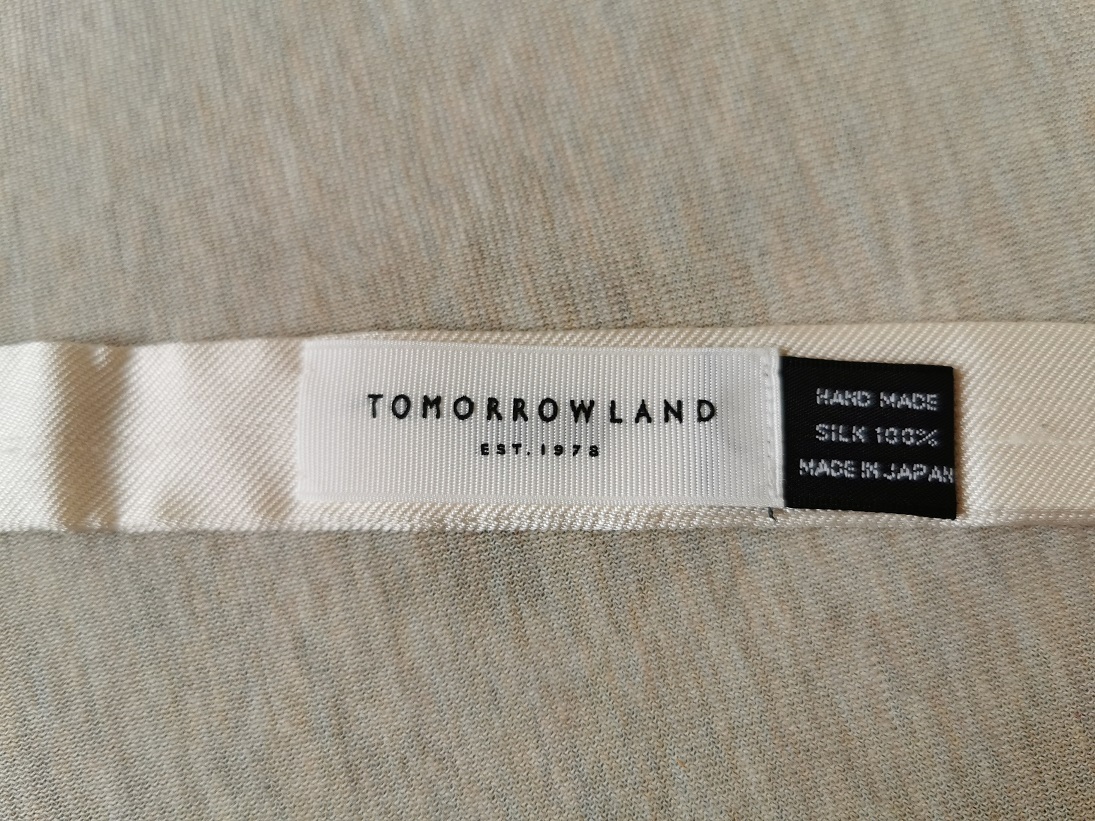 TOMORROWLAND
EST. 1978
HAND MADE
SILK 100%
MADE IN JAPAN